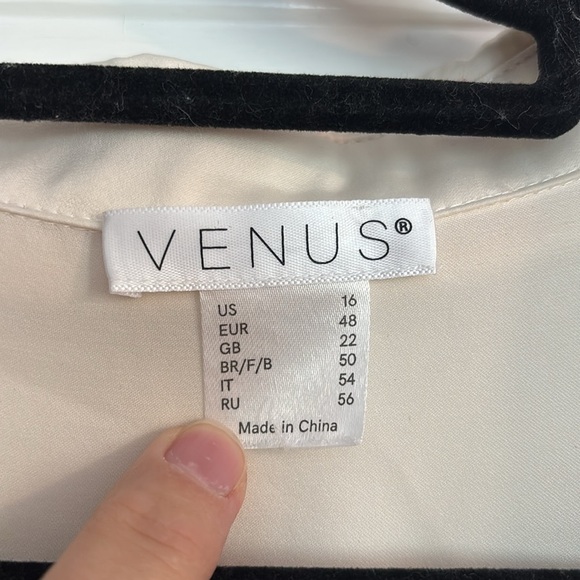 VENUS®
US 16
EUR 48
GB 22
BR/F/B 50
IT 54
RU 56
Made in China